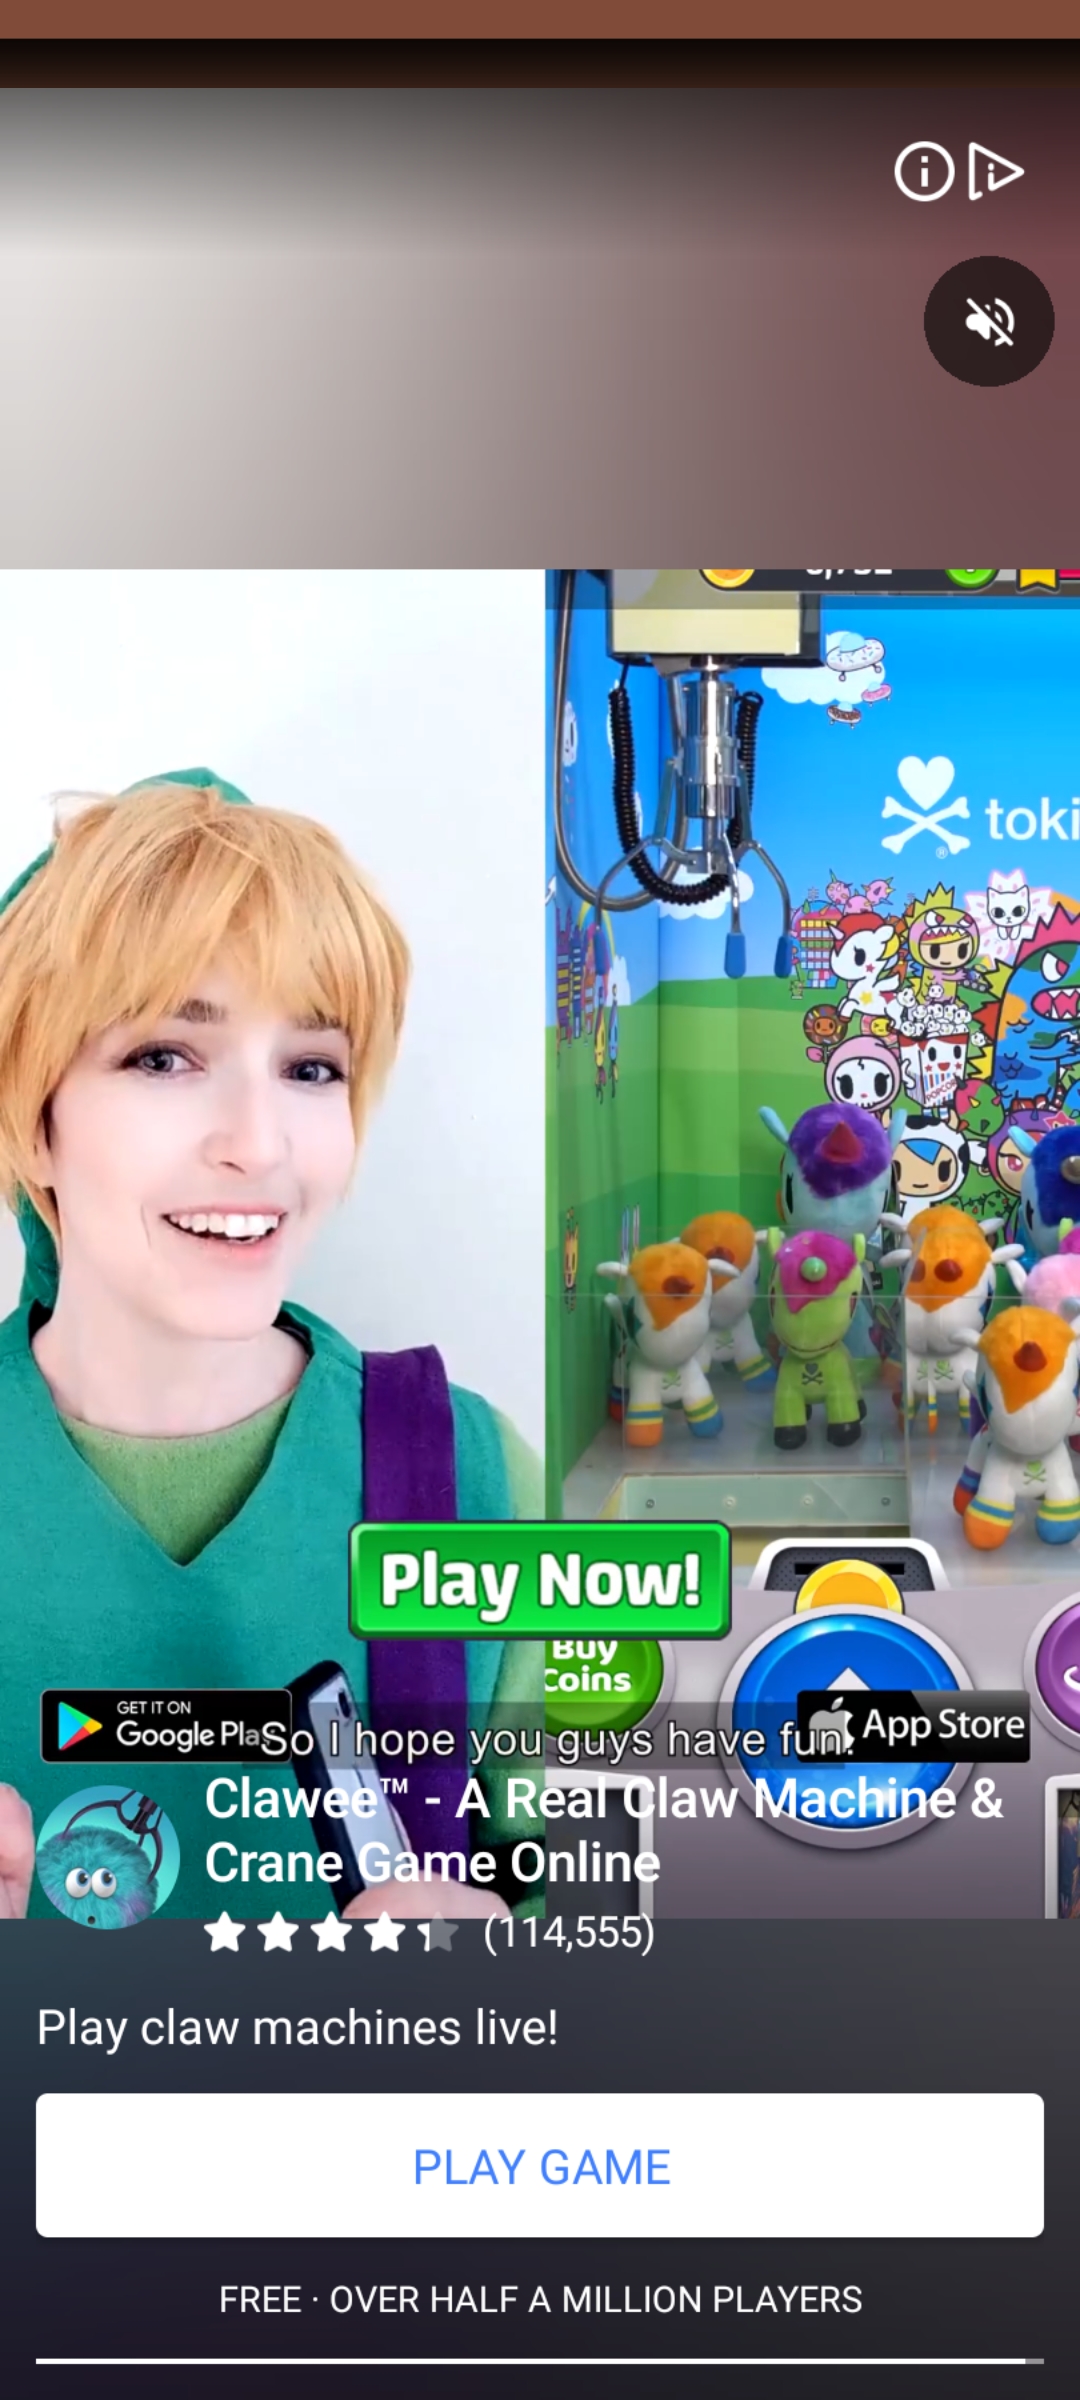 toki
POPCORN
Play Now!
Buy
Coins
GET IT ON
Google Pla
So I hope you guys have fun!
App Store
Clawee™ - A Real Claw Machine &
Crane Game Online
(114,555)
Play claw machines live!
PLAY GAME
FREE · OVER HALF A MILLION PLAYERS